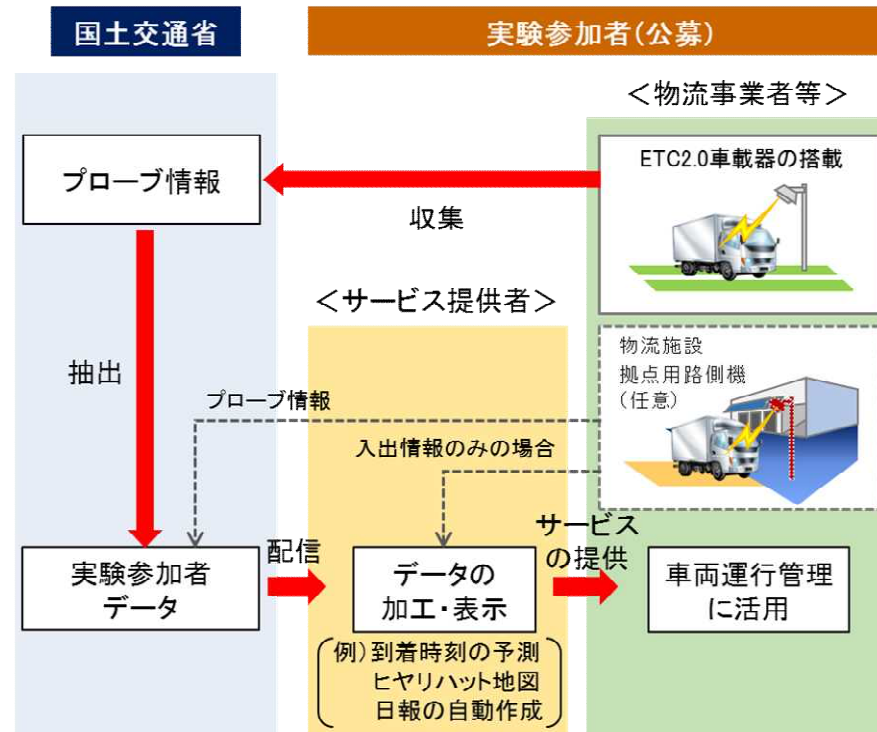 国土交通省
実験参加者(公募)
＜物流事業者等＞
ETC2.0車載器の搭載
プローブ情報
収集
＜サービス提供者＞
物流施設
拠点用路側機
(任意)
抽出
プローブ情報
入出情報のみの場合
サービス
の提供
配信
実験参加者
データ
データの
加工・表示
車両運行管理
に活用
(例)到着時刻の予測
ヒヤリハット地図
日報の自動作成